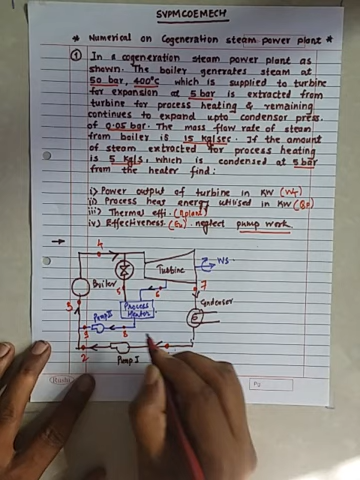 SVPMCOEMECH
* Numerical on Cogeneration steam power plant *
① In a cogeneration steam power plant as
shown. The boiler generates steam at
50 bar, 400°C which is supplied to turbine
for expansion at 5 bar is extracted from
turbine for process heating & remaining
continues to expand upto condensor press.
of 0.05 bar. The mass flow rate of steam
from boiler is 15 kg/sec. If the amount
of steam extracted for process heating
is 5 kg/s, which is condensed at 5 bar
from the heater find:
i) Power output of turbine in KW (WT)
ii) Process heat energy utilised in KW
iii) Thermal effi. (ηplant)
iv) Effectiveness. neglect pump work
4
Turbine
Ws
5
6
7
Boiler
3
Pump II
Process
Heater
Condensor
9
8
2
Pump I